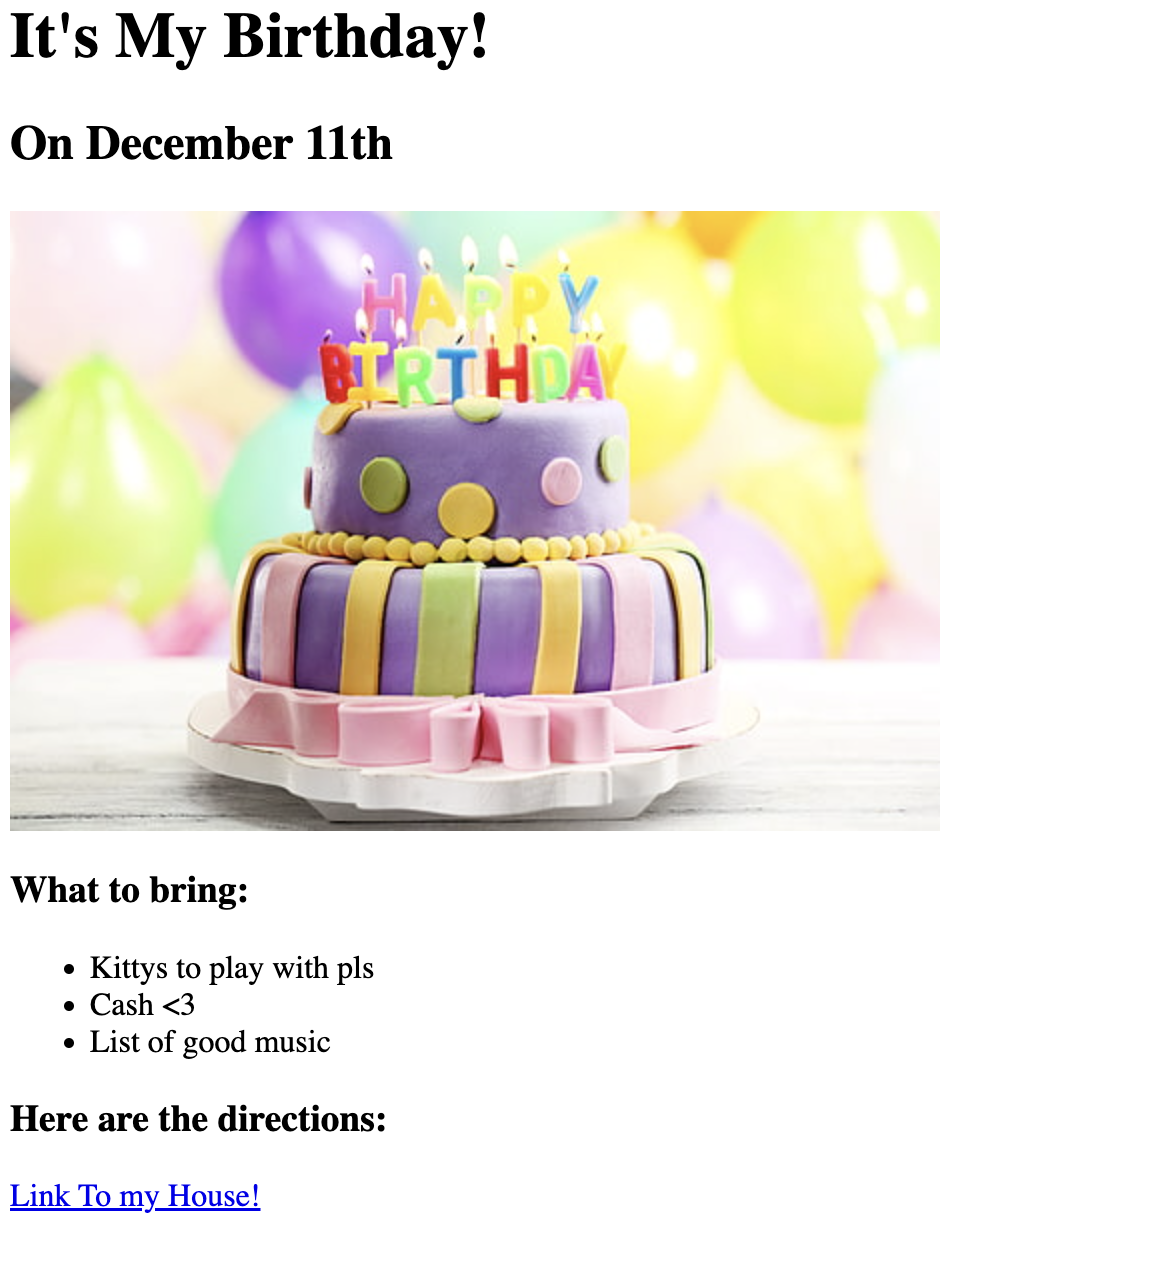 It's My Birthday!
On December 11th
HAPPY
BIRTHDAY
What to bring:
Kittys to play with pls
Cash <3
List of good music
Here are the directions:
Link To my House!